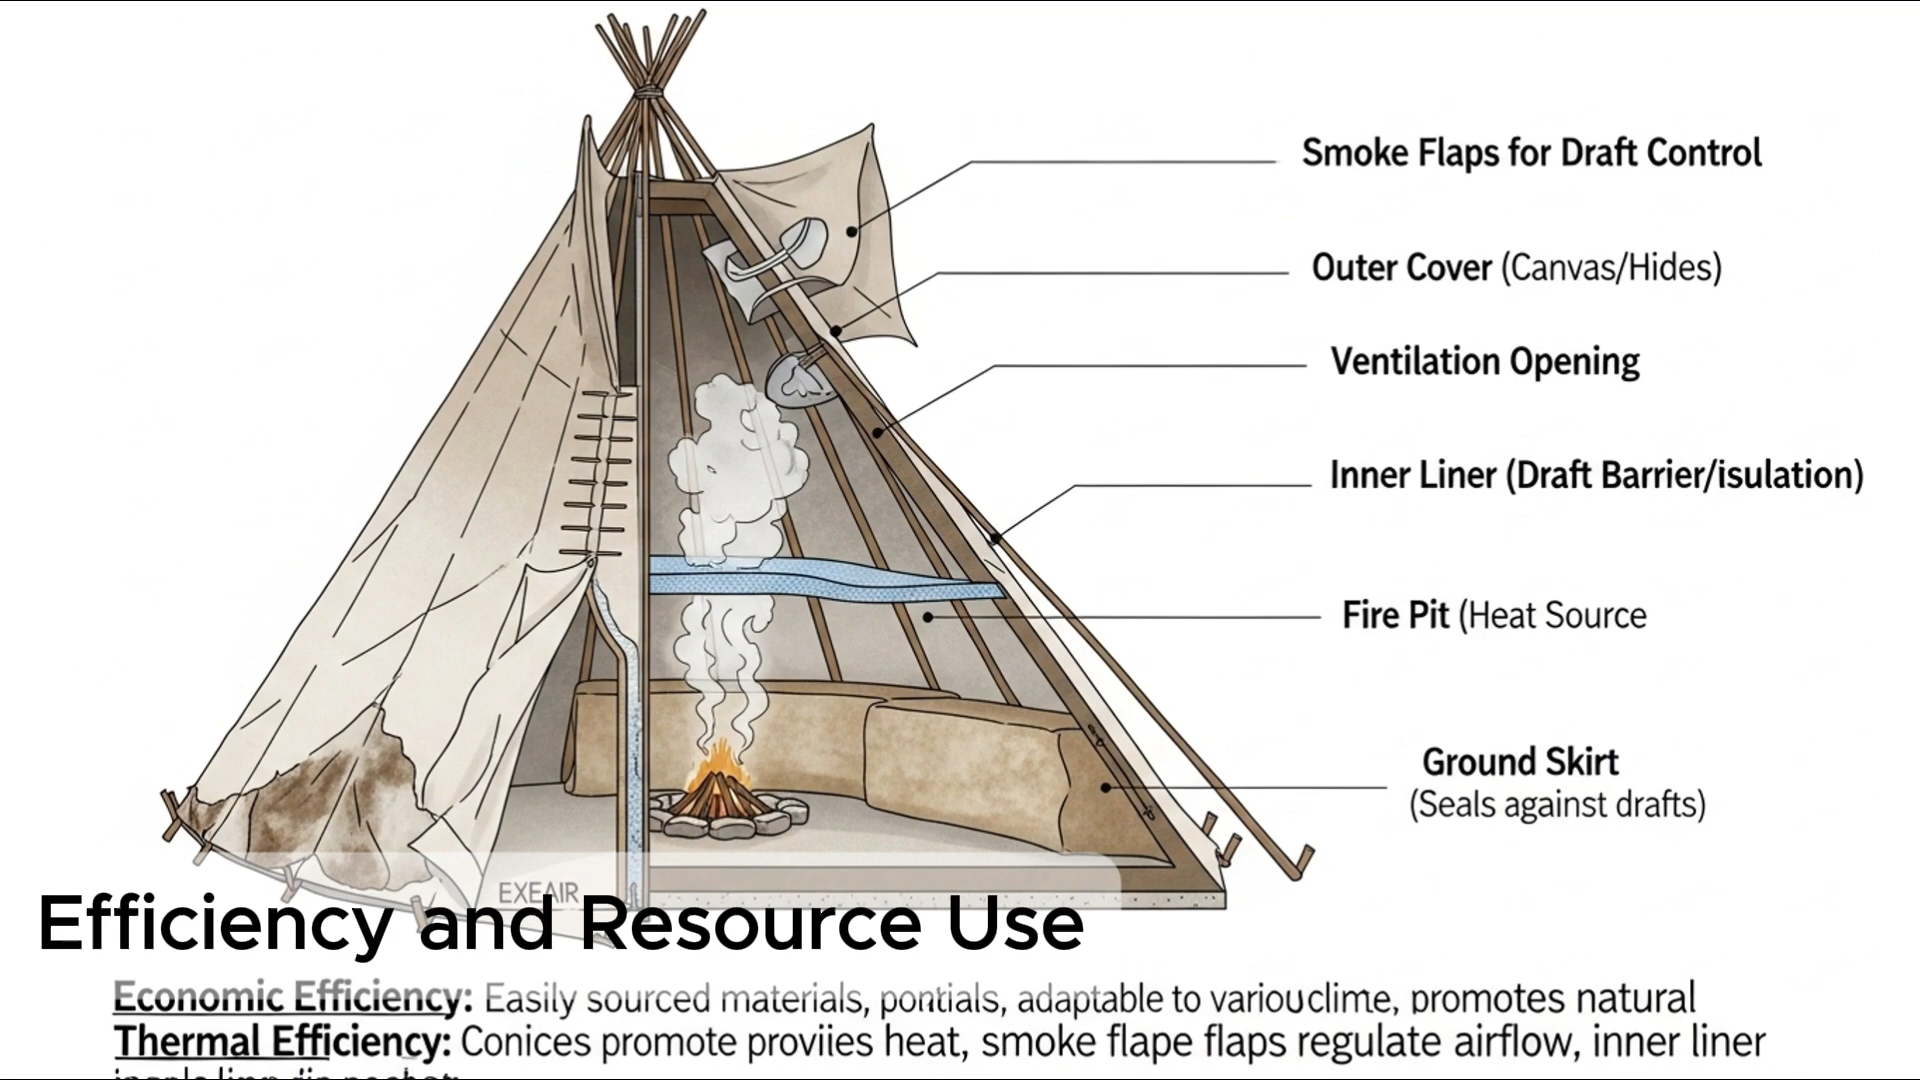 Smoke Flaps for Draft Control
Outer Cover (Canvas/Hides)
Ventilation Opening
Inner Liner (Draft Barrier/isulation)
Fire Pit (Heat Source
Ground Skirt
(Seals against drafts)
EXEAIR
Efficiency and Resource Use
Economic Efficiency: Easily sourced materials, pontials, adaptable to variouclime, promotes natural
Thermal Efficiency: Conices promote proviies heat, smoke flape flaps regulate airflow, inner liner